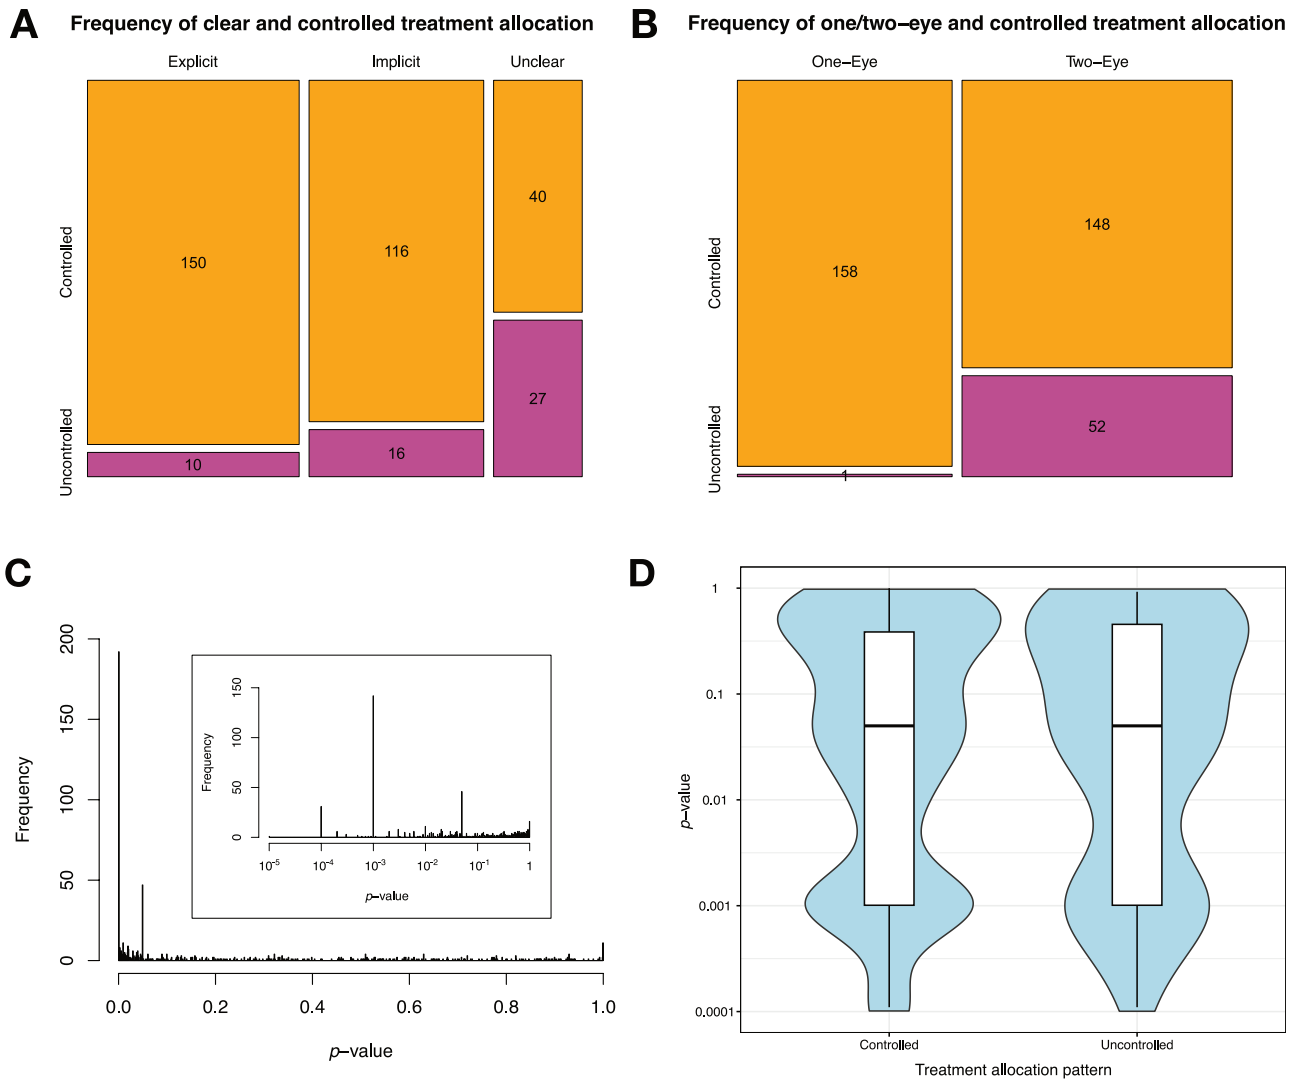 A Frequency of clear and controlled treatment allocation
Explicit Implicit Unclear
Controlled
Uncontrolled
150
116
40
10
16
27
B Frequency of one/two–eye and controlled treatment allocation
One–Eye Two–Eye
Controlled
Uncontrolled
158
148
1
52
C
Frequency
200
150
100
50
0
0.0 0.2 0.4 0.6 0.8 1.0
p–value
Frequency
150
100
50
0
10⁻⁵ 10⁻⁴ 10⁻³ 10⁻² 10⁻¹ 1
p–value
D
p–value
1
0.1
0.01
0.001
0.0001
Controlled Uncontrolled
Treatment allocation pattern